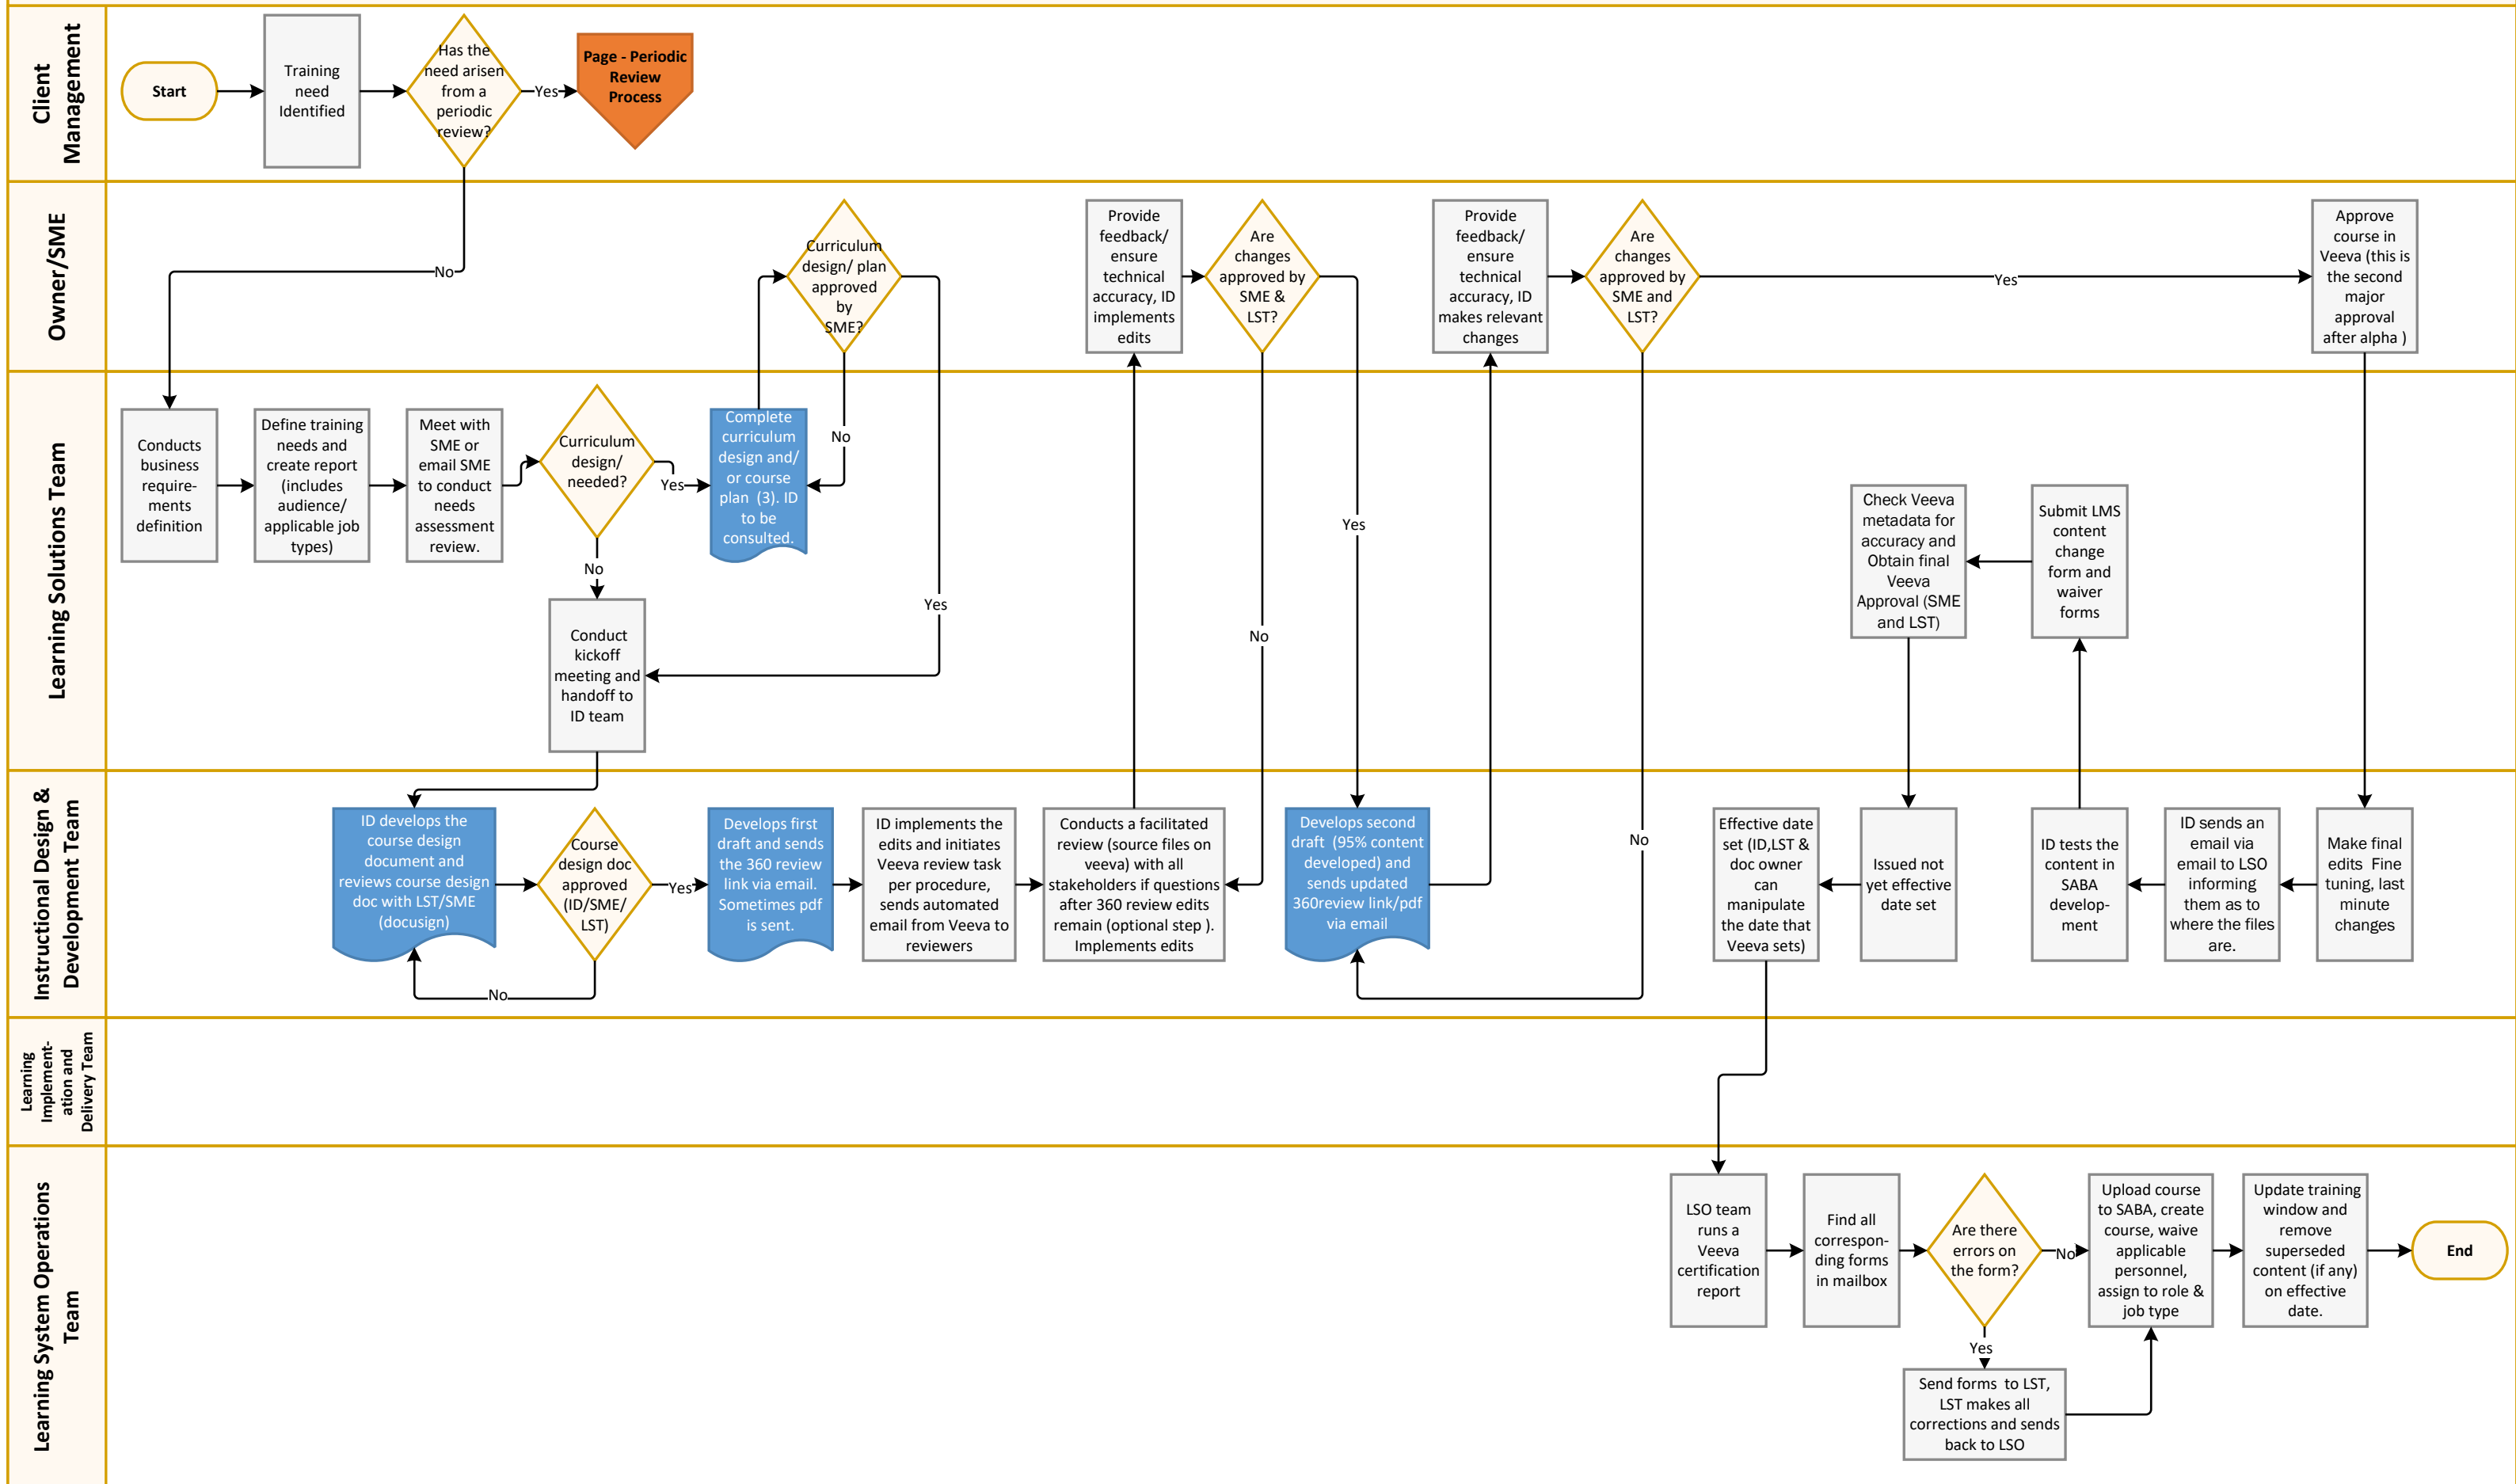 Client
Management
Start
Training
need
Identified
Has the
need arisen
from a
periodic
review?
Yes
Page - Periodic
Review
Process
No
Owner/SME
Curriculum
design/ plan
approved
by
SME?
Provide
feedback/
ensure
technical
accuracy, ID
implements
edits
Are
changes
approved by
SME &
LST?
Provide
feedback/
ensure
technical
accuracy, ID
makes relevant
changes
Are
changes
approved by
SME and
LST?
Yes
Approve
course in
Veeva (this is
the second
major
approval
after alpha )
Learning Solutions Team
Conducts
business
require-
ments
definition
Define training
needs and
create report
(includes
audience/
applicable job
types)
Meet with
SME or
email SME
to conduct
needs
assessment
review.
Curriculum
design/
needed?
Yes
No
Complete
curriculum
design and/
or course
plan  (3). ID
to be
consulted.
No
Yes
Conduct
kickoff
meeting and
handoff to
ID team
No
Yes
Check Veeva
metadata for
accuracy and
Obtain final
Veeva
Approval (SME
and LST)
Submit LMS
content
change
form and
waiver
forms
Instructional Design &
Development Team
ID develops the
course design
document and
reviews course design
doc with LST/SME
(docusign)
Course
design doc
approved
(ID/SME/
LST)
Yes
No
Develops first
draft and sends
the 360 review
link via email.
Sometimes pdf
is sent.
ID implements the
edits and initiates
Veeva review task
per procedure,
sends automated
email from Veeva to
reviewers
Conducts a facilitated
review (source files on
veeva) with all
stakeholders if questions
after 360 review edits
remain (optional step ).
Implements edits
Develops second
draft  (95% content
developed) and
sends updated
360review link/pdf
via email
No
Effective date
set (ID,LST &
doc owner
can
manipulate
the date that
Veeva sets)
Issued not
yet effective
date set
ID tests the
content in
SABA
develop-
ment
ID sends an
email via
email to LSO
informing
them as to
where the files
are.
Make final
edits  Fine
tuning, last
minute
changes
Learning
Implement-
ation and
Delivery Team
Learning System Operations
Team
LSO team
runs a
Veeva
certification
report
Find all
correspon-
ding forms
in mailbox
Are there
errors on
the form?
No
Yes
Upload course
to SABA, create
course, waive
applicable
personnel,
assign to role &
job type
Update training
window and
remove
superseded
content (if any)
on effective
date.
End
Send forms  to LST,
LST makes all
corrections and sends
back to LSO